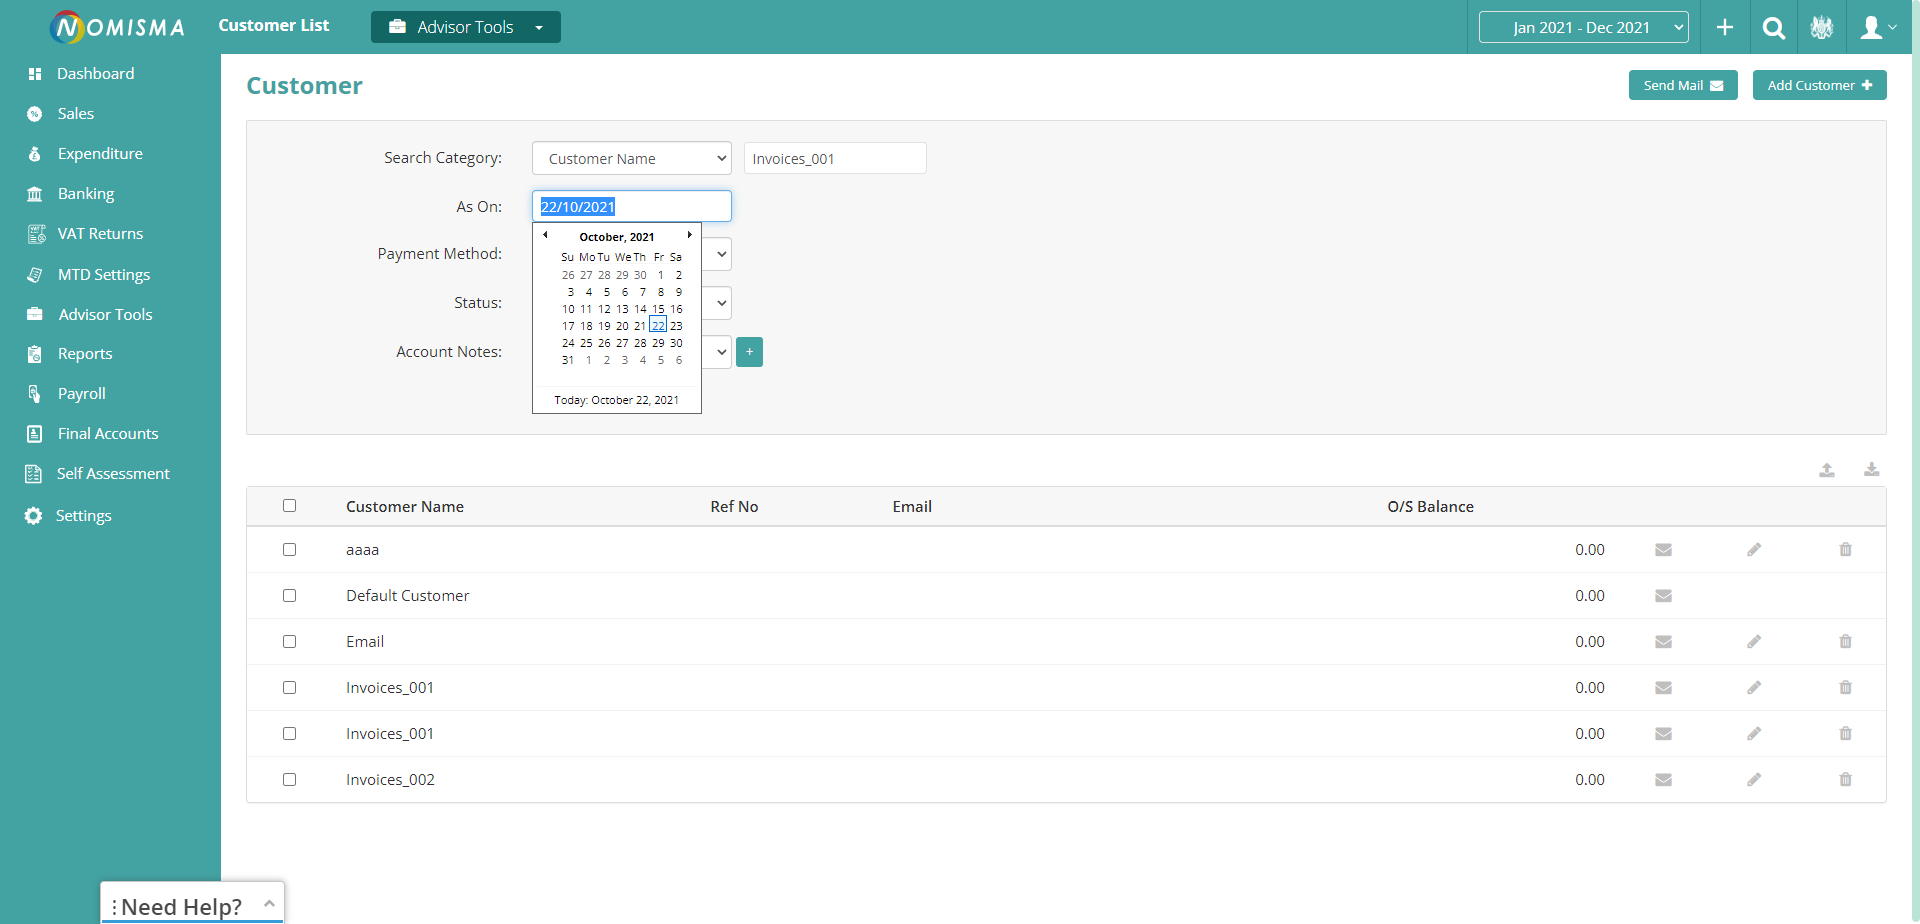 NOMISMA
Customer List
Advisor Tools
Jan 2021 - Dec 2021
Dashboard
Sales
Expenditure
Banking
VAT Returns
MTD Settings
Advisor Tools
Reports
Payroll
Final Accounts
Self Assessment
Settings
Customer
Send Mail
Add Customer
Search Category: Customer Name Invoices_001
As On: 22/10/2021
Payment Method:
Status:
Account Notes: +
October, 2021
Su Mo Tu We Th Fr Sa
26 27 28 29 30 1 2
3 4 5 6 7 8 9
10 11 12 13 14 15 16
17 18 19 20 21 22 23
24 25 26 27 28 29 30
31 1 2 3 4 5 6
Today: October 22, 2021
Customer Name Ref No Email O/S Balance
aaaa 0.00
Default Customer 0.00
Email 0.00
Invoices_001 0.00
Invoices_001 0.00
Invoices_002 0.00
Need Help?